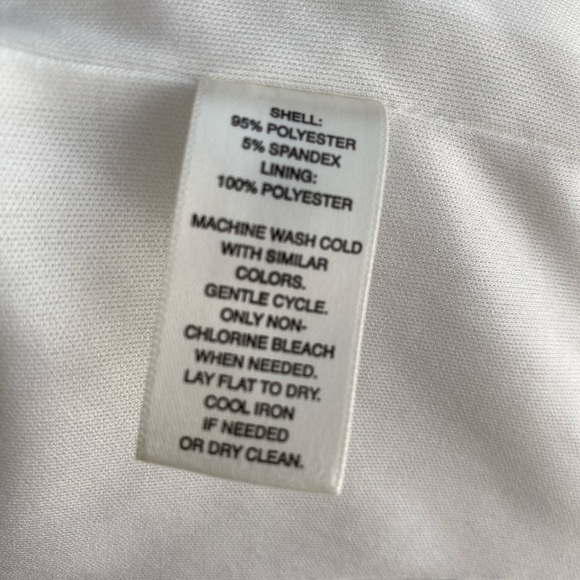 SHELL:
95% POLYESTER
5% SPANDEX
LINING:
100% POLYESTER
MACHINE WASH COLD
WITH SIMILAR
COLORS.
GENTLE CYCLE.
ONLY NON-
CHLORINE BLEACH
WHEN NEEDED.
LAY FLAT TO DRY.
COOL IRON
IF NEEDED
OR DRY CLEAN.